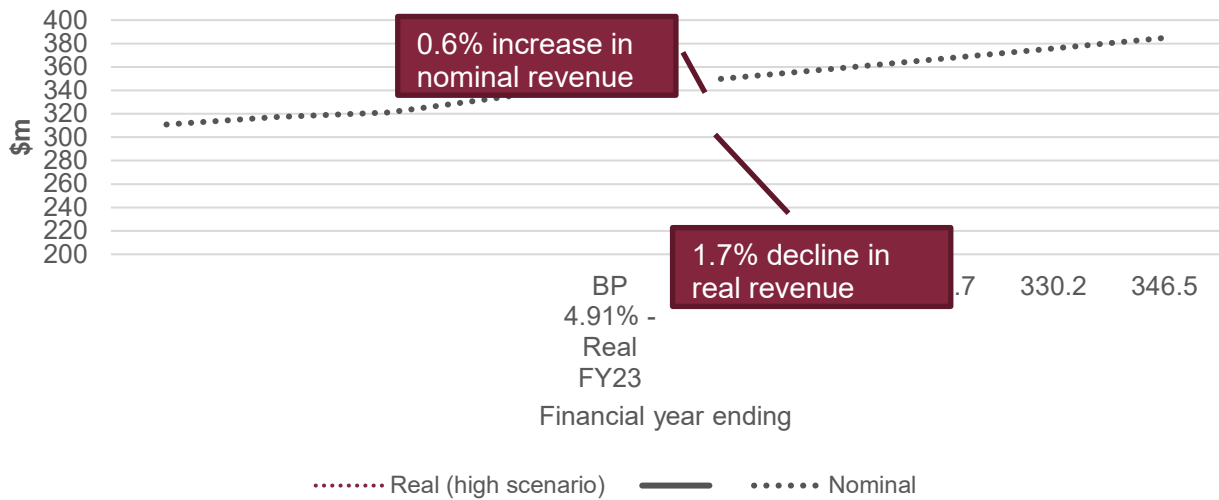 400
380
360
340
320
300
280
260
240
220
200
$m
0.6% increase in
nominal revenue
1.7% decline in
real revenue
BP
4.91% -
Real
FY23
.7
330.2
346.5
Financial year ending
Real (high scenario)
Nominal